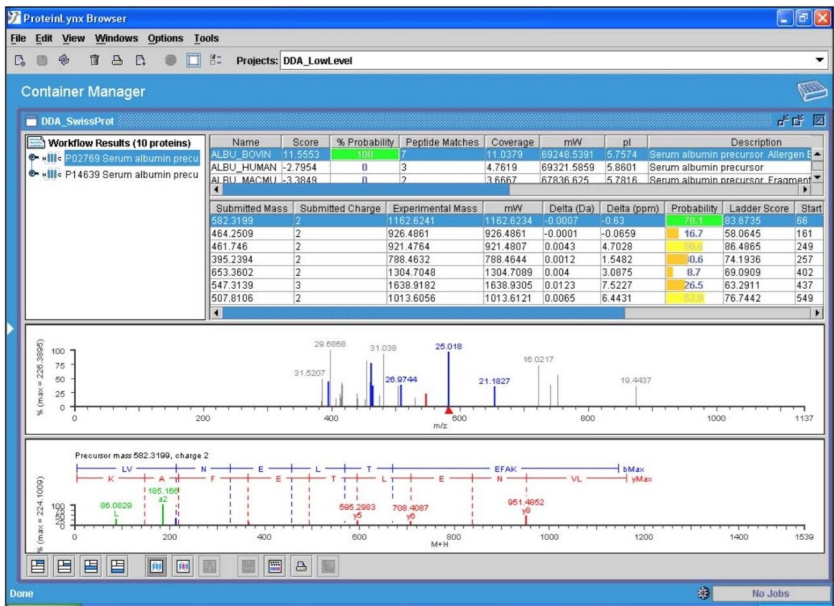 ProteinLynx Browser
File Edit View Windows Options Tools
Projects: DDA_LowLevel
Container Manager
DDA_SwissProt
Workflow Results (10 proteins)
P02769 Serum albumin precu
P14639 Serum albumin precu
Name Score % Probability Peptide Matches Coverage mW pI Description
ALBU_BOVIN 11.5553 100 7 11.0379 69248.5391 5.7574 Serum albumin precursor Allergen B
ALBU_HUMAN -2.7954 0 3 4.7619 69321.5859 5.8601 Serum albumin precursor
ALBU_MACMU -3.3849 0 2 3.6667 67836.625 5.7816 Serum albumin precursor Fragment
Submitted Mass Submitted Charge Experimental Mass mW Delta (Da) Delta (ppm) Probability Ladder Score Start
582.3199 2 1162.6241 1162.6234 -0.0007 -0.63 78.1 83.6735 66
464.2509 2 926.4861 926.4861 -0.0001 -0.0659 16.7 58.0645 161
461.746 2 921.4764 921.4807 0.0043 4.7028 86.4865 249
395.2394 2 788.4632 788.4644 0.0012 1.5482 30.6 74.1936 257
653.3602 2 1304.7048 1304.7089 0.004 3.0875 8.7 69.0909 402
547.3139 3 1638.9182 1638.9305 0.0123 7.5227 26.5 63.2911 437
507.8106 2 1013.6056 1013.6121 0.0065 6.4431 76.7442 549
% (max = 226.3895)
100
75
50
25
0
29.6868 31.038 25.018
31.5207 26.9744 21.1827 16.0217 19.4437
0 200 400 600 800 1000 1137
m/z
Precursor mass 582.3199, charge 2
LV N E L T EFAK bMax
K A F E T L E N VL yMax
% (max = 224.1009)
100
0
86.0829
L
185.166
a2
595.2983
y5
708.4087
y6
951.4852
y8
0 200 400 600 800 1000 1200 1400 1539
M+H
Done
No Jobs